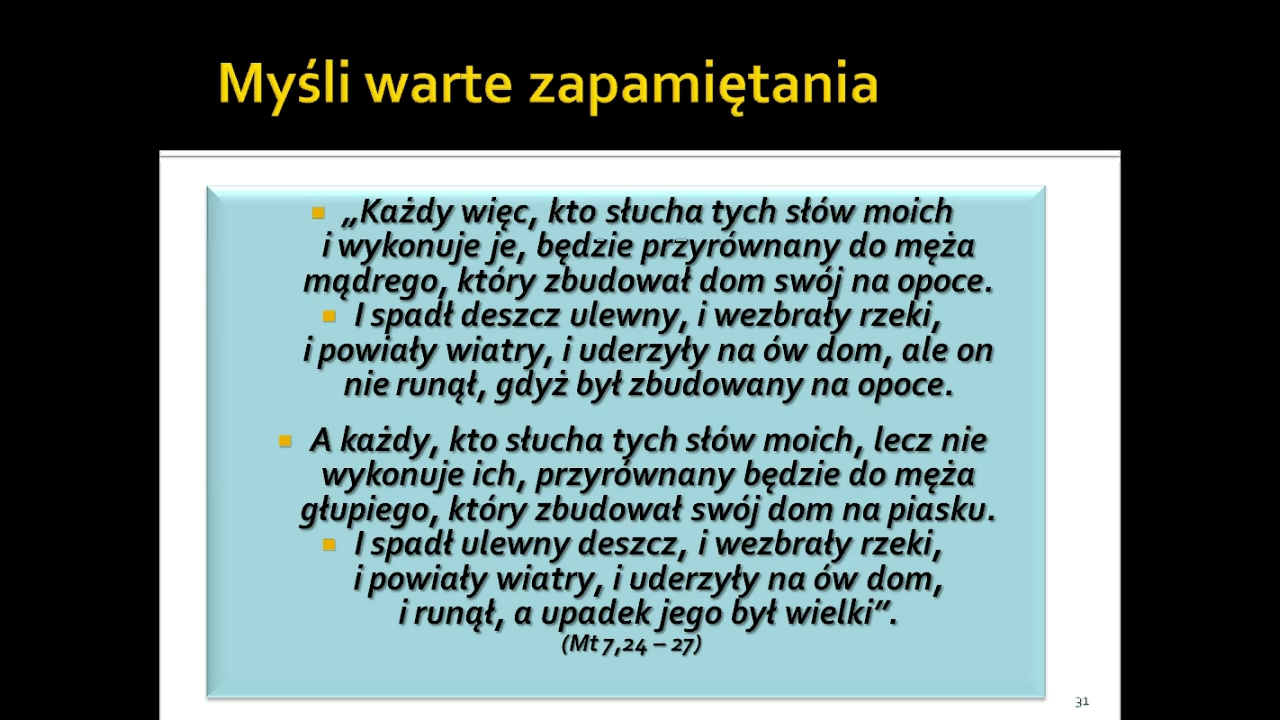 Myśli warte zapamiętania
▪ „Każdy więc, kto słucha tych słów moich
i wykonuje je, będzie przyrównany do męża
mądrego, który zbudował dom swój na opoce.
▪ I spadł deszcz ulewny, i wezbrały rzeki,
i powiały wiatry, i uderzyły na ów dom, ale on
nie runął, gdyż był zbudowany na opoce.
▪ A każdy, kto słucha tych słów moich, lecz nie
wykonuje ich, przyrównany będzie do męża
głupiego, który zbudował swój dom na piasku.
▪ I spadł ulewny deszcz, i wezbrały rzeki,
i powiały wiatry, i uderzyły na ów dom,
i runął, a upadek jego był wielki”.
(Mt 7,24 – 27)
31